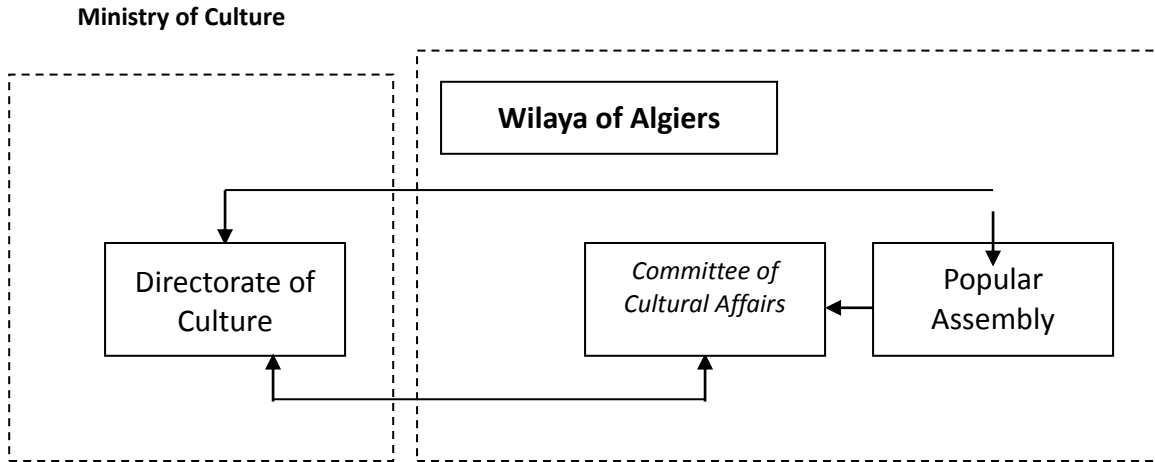 Ministry of Culture
Wilaya of Algiers
Directorate of
Culture
Committee of
Cultural Affairs
Popular
Assembly